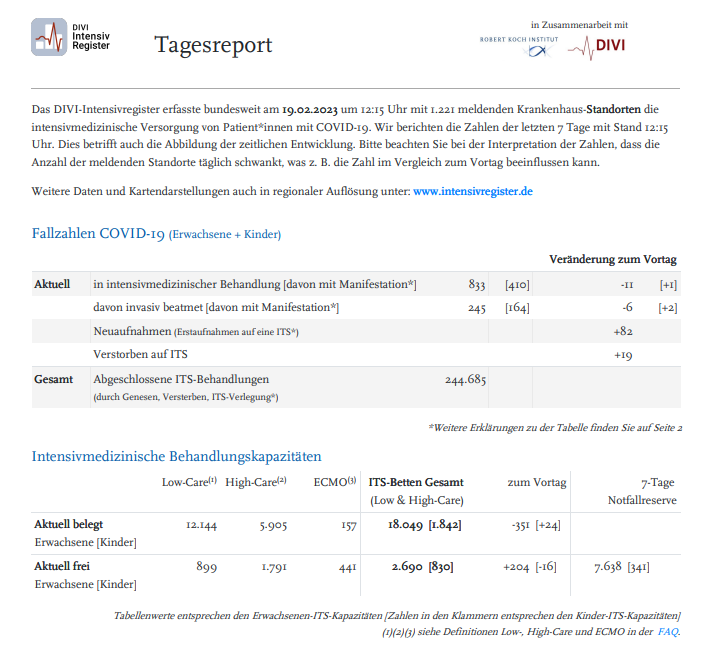 DIVI
Intensiv
Register
Tagesreport
in Zusammenarbeit mit
ROBERT KOCH INSTITUT
DIVI
Das DIVI-Intensivregister erfasste bundesweit am 19.02.2023 um 12:15 Uhr mit 1.221 meldenden Krankenhaus-Standorten die
intensivmedizinische Versorgung von Patient*innen mit COVID-19. Wir berichten die Zahlen der letzten 7 Tage mit Stand 12:15
Uhr. Dies betrifft auch die Abbildung der zeitlichen Entwicklung. Bitte beachten Sie bei der Interpretation der Zahlen, dass die
Anzahl der meldenden Standorte täglich schwankt, was z. B. die Zahl im Vergleich zum Vortag beeinflussen kann.
Weitere Daten und Kartendarstellungen auch in regionaler Auflösung unter: www.intensivregister.de
Fallzahlen COVID-19 (Erwachsene + Kinder)
Veränderung zum Vortag
Aktuell in intensivmedizinischer Behandlung [davon mit Manifestation*] 833 [410] -11 [+1]
davon invasiv beatmet [davon mit Manifestation*] 245 [164] -6 [+2]
Neuaufnahmen (Erstaufnahmen auf eine ITS*) +82
Verstorben auf ITS +19
Gesamt Abgeschlossene ITS-Behandlungen 244.685
(durch Genesen, Versterben, ITS-Verlegung*)
*Weitere Erklärungen zu der Tabelle finden Sie auf Seite 2
Intensivmedizinische Behandlungskapazitäten
Low-Care(1) High-Care(2) ECMO(3) ITS-Betten Gesamt zum Vortag 7-Tage
(Low & High-Care) Notfallreserve
Aktuell belegt 12.144 5.905 157 18.049 [1.842] -351 [+24]
Erwachsene [Kinder]
Aktuell frei 899 1.791 441 2.690 [830] +204 [-16] 7.638 [341]
Erwachsene [Kinder]
Tabellenwerte entsprechen den Erwachsenen-ITS-Kapazitäten [Zahlen in den Klammern entsprechen den Kinder-ITS-Kapazitäten]
(1)(2)(3) siehe Definitionen Low-, High-Care und ECMO in der FAQ.